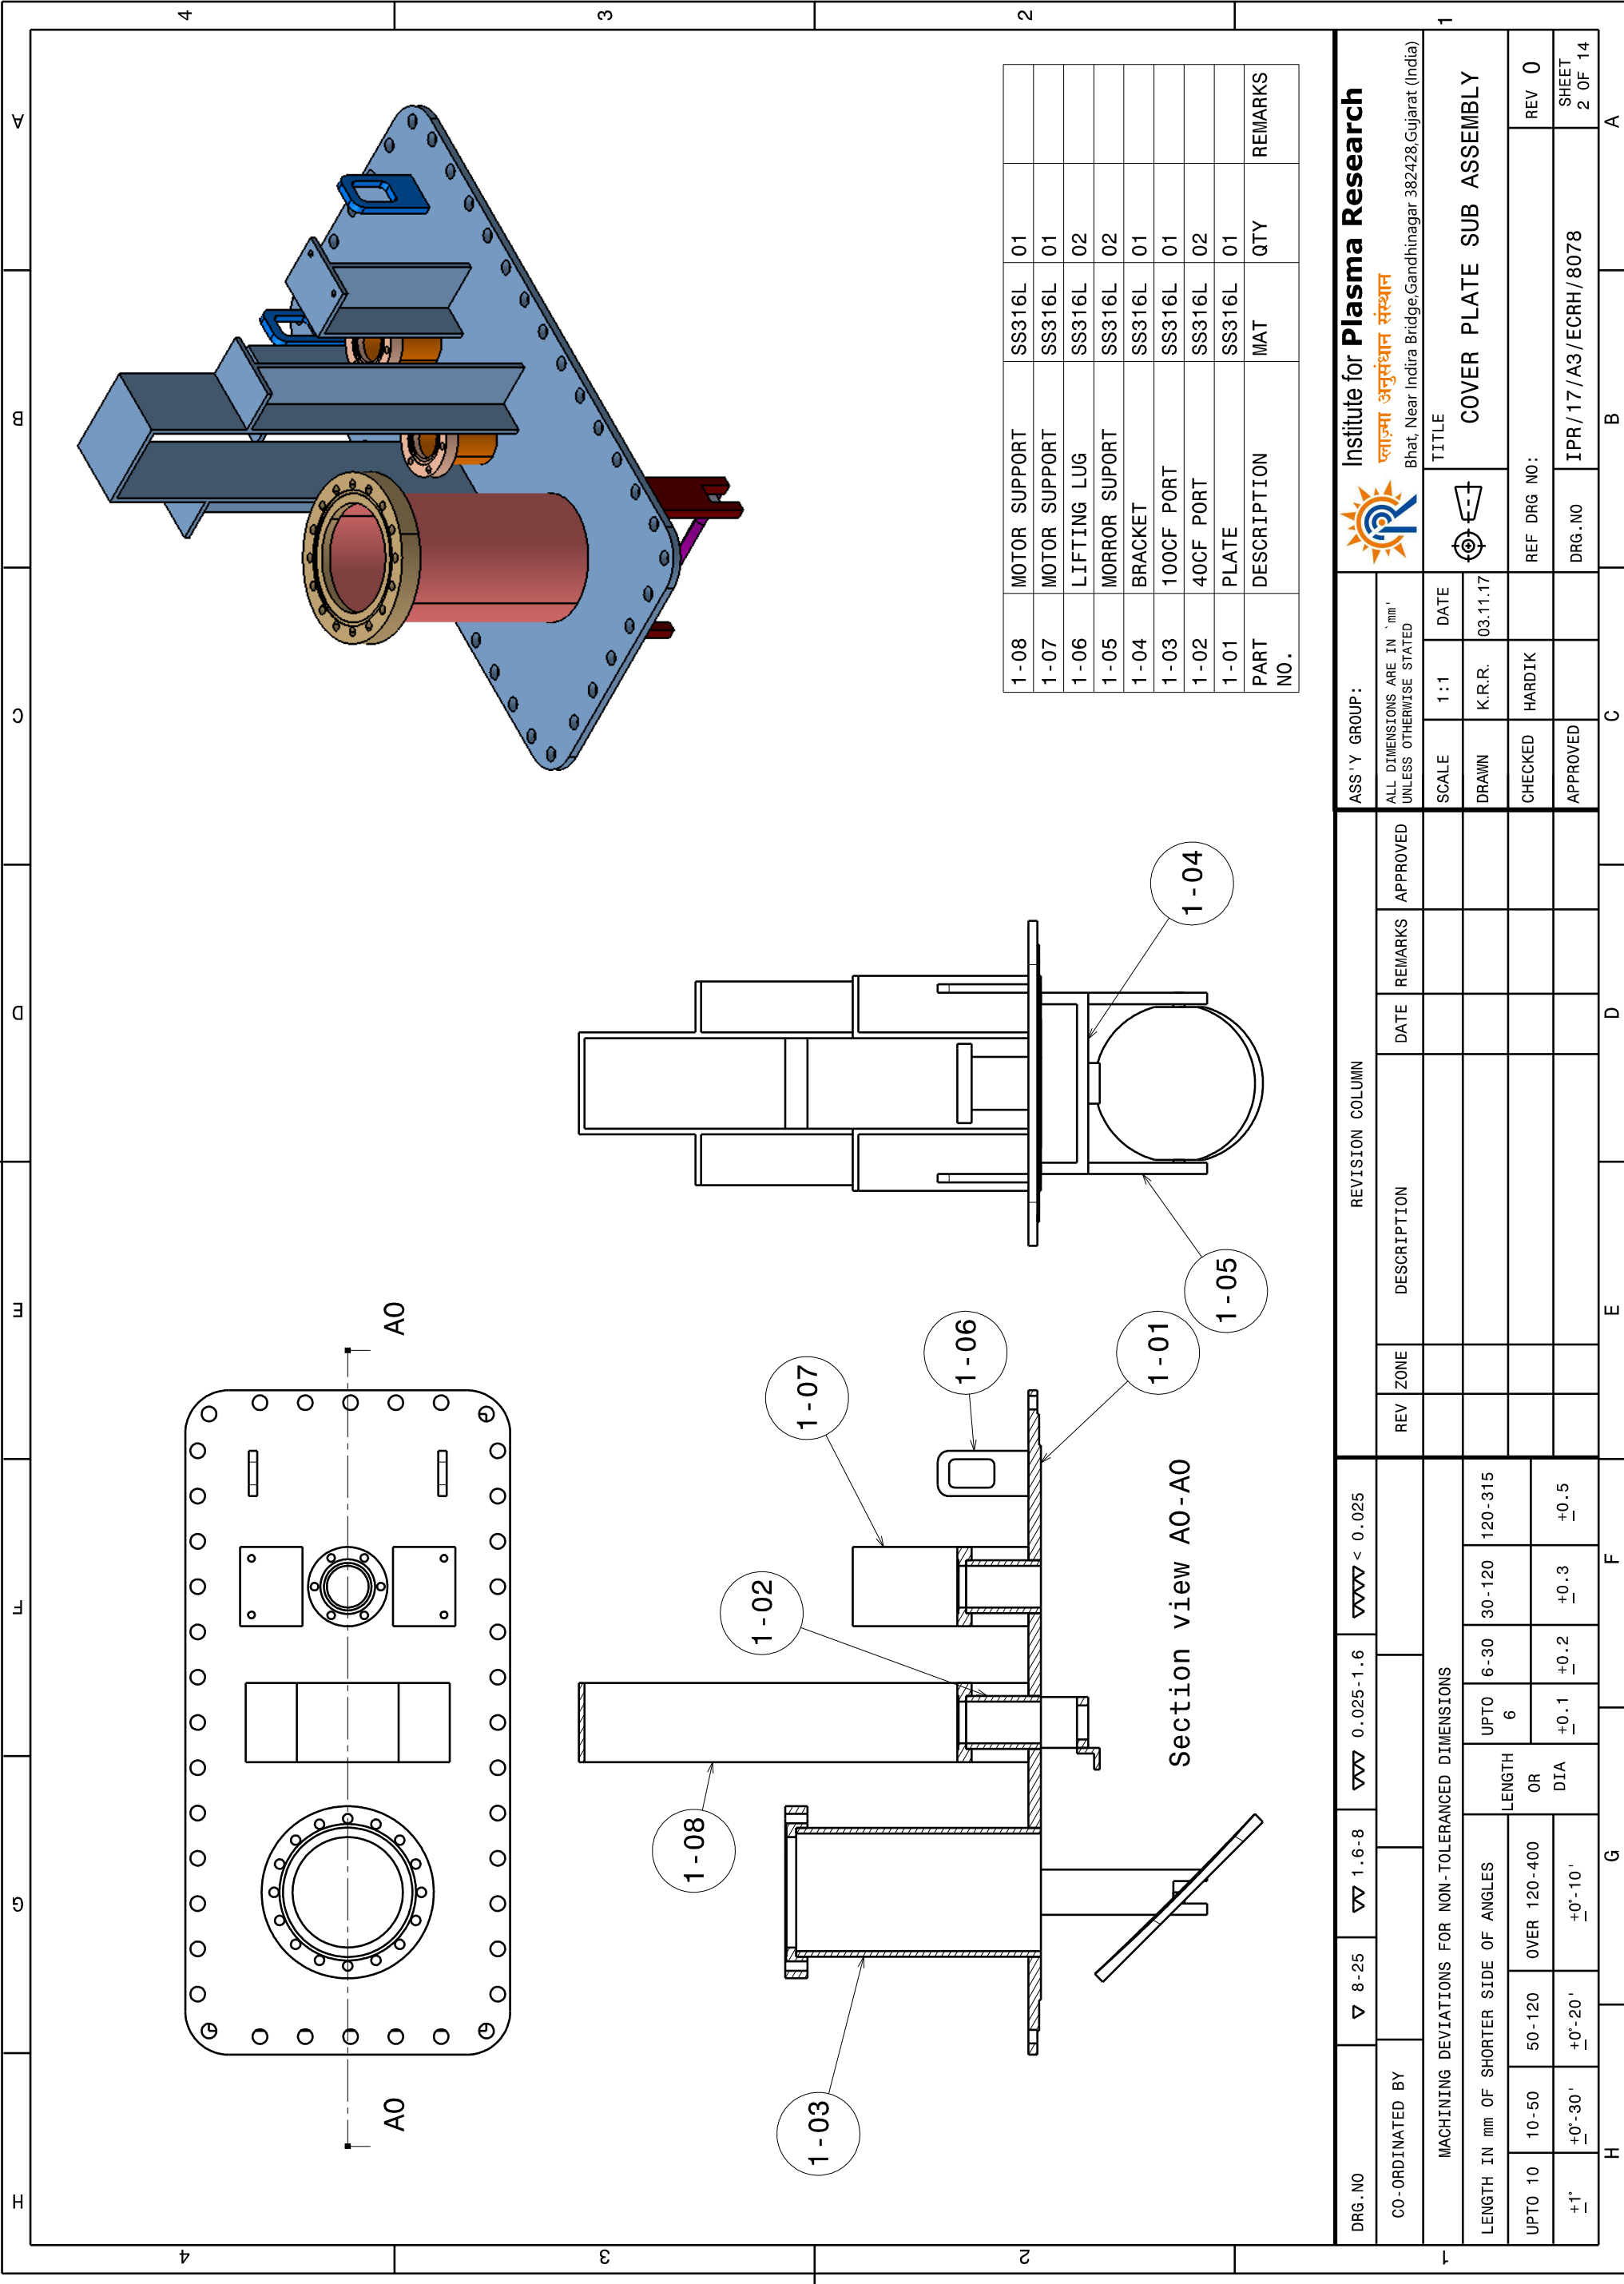 H G F E D C B A
4 4
3 3
2 2
1 1
A0 A0
1-03
1-08
1-02
1-07
1-06
1-01
Section view A0-A0
1-05
1-04
1-08 MOTOR SUPPORT SS316L 01
1-07 MOTOR SUPPORT SS316L 01
1-06 LIFTING LUG SS316L 02
1-05 MORROR SUPORT SS316L 02
1-04 BRACKET SS316L 01
1-03 100CF PORT SS316L 01
1-02 40CF PORT SS316L 02
1-01 PLATE SS316L 01
PART NO. DESCRIPTION MAT QTY REMARKS
DRG.NO 8-25 1.6-8 0.025-1.6 < 0.025
CO-ORDINATED BY
MACHINING DEVIATIONS FOR NON-TOLERANCED DIMENSIONS
LENGTH IN mm OF SHORTER SIDE OF ANGLES
LENGTH OR DIA
UPTO 6 6-30 30-120 120-315
UPTO 10 10-50 50-120 OVER 120-400
±1° ±0°-30' ±0°-20' ±0°-10' ±0.1 ±0.2 ±0.3 ±0.5
REVISION COLUMN
REV ZONE DESCRIPTION DATE REMARKS APPROVED
ASS'Y GROUP:
ALL DIMENSIONS ARE IN `mm'
UNLESS OTHERWISE STATED
SCALE 1:1 DATE
DRAWN K.R.R. 03.11.17
CHECKED HARDIK
APPROVED
Institute for Plasma Research
प्लाज़्मा अनुसंधान संस्थान
Bhat, Near Indira Bridge,Gandhinagar 382428,Gujarat (India)
TITLE
COVER PLATE SUB ASSEMBLY
REF DRG NO: REV 0
DRG.NO IPR/17/A3/ECRH/8078 SHEET
2 OF 14
H G F E D C B A